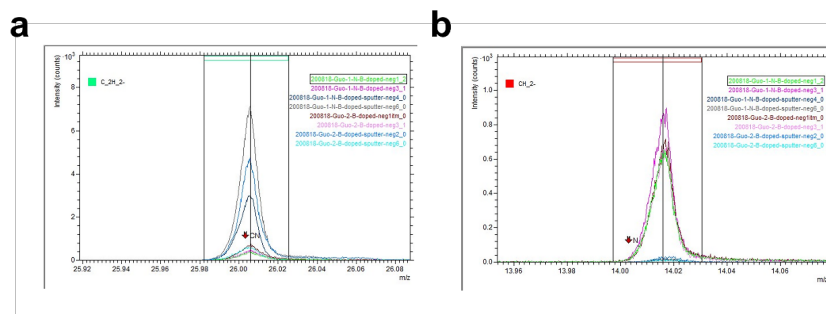 a
·10³
Intensity (counts)
C_2H_2-
200818-Guo-1-N-B-doped-neg1_2
200818-Guo-1-N-B-doped-neg3_1
200818-Guo-1-N-B-doped-sputter-neg4_0
200818-Guo-1-N-B-doped-sputter-neg6_0
200818-Guo-2-B-doped-neg1fitm_0
200818-Guo-2-B-doped-neg3_1
200818-Guo-2-B-doped-sputter-neg2_0
200818-Guo-2-B-doped-sputter-neg6_0
8
6
4
2
0
CN
25.92 25.94 25.96 25.98 26.00 26.02 26.04 26.06 26.08
m/z
b
·10³
Intensity (counts)
CH_2-
200818-Guo-1-N-B-doped-neg1_2
200818-Guo-1-N-B-doped-neg3_1
200818-Guo-1-N-B-doped-sputter-neg4_0
200818-Guo-1-N-B-doped-sputter-neg6_0
200818-Guo-2-B-doped-neg1fitm_0
200818-Guo-2-B-doped-neg3_1
200818-Guo-2-B-doped-sputter-neg2_0
200818-Guo-2-B-doped-sputter-neg6_0
1.0
0.8
0.6
0.4
0.2
0.0
N
13.96 13.98 14.00 14.02 14.04 14.06
m/z